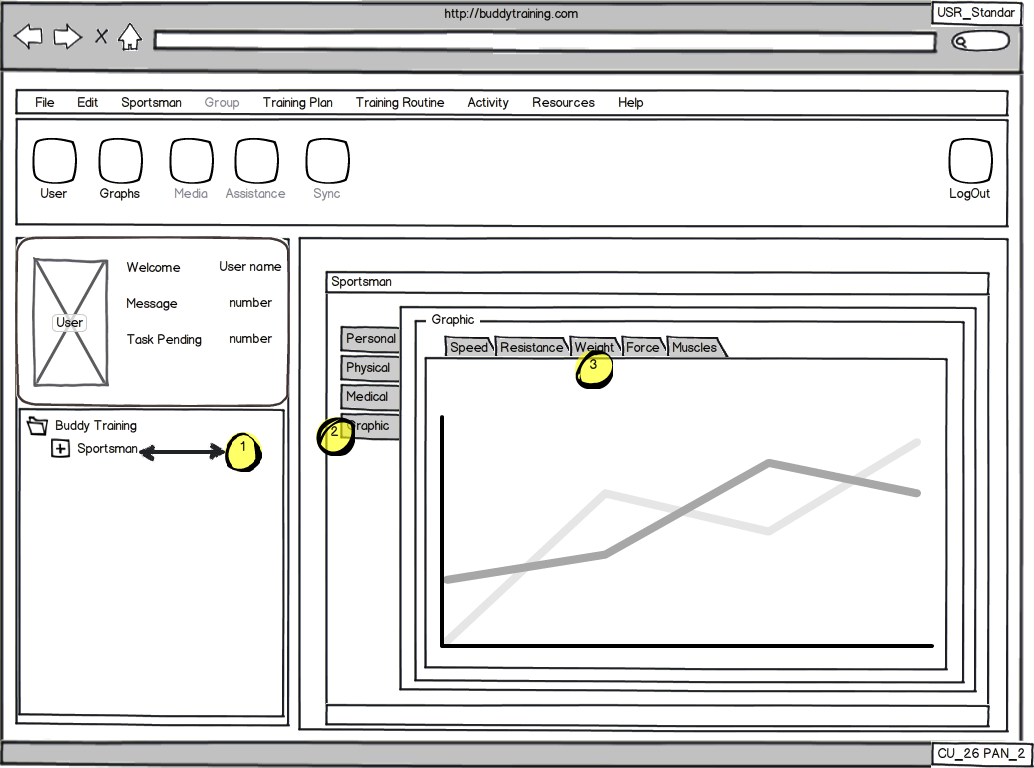 http://buddytraining.com
USR_Standar
File Edit Sportsman Group Training Plan Training Routine Activity Resources Help
User Graphs Media Assistance Sync LogOut
Welcome User name
Message number
User
Task Pending number
Buddy Training
Sportsman
1
Sportsman
Graphic
Personal
Physical
Medical
Graphic
2
Speed Resistance Weight Force Muscles
3
CU_26 PAN_2